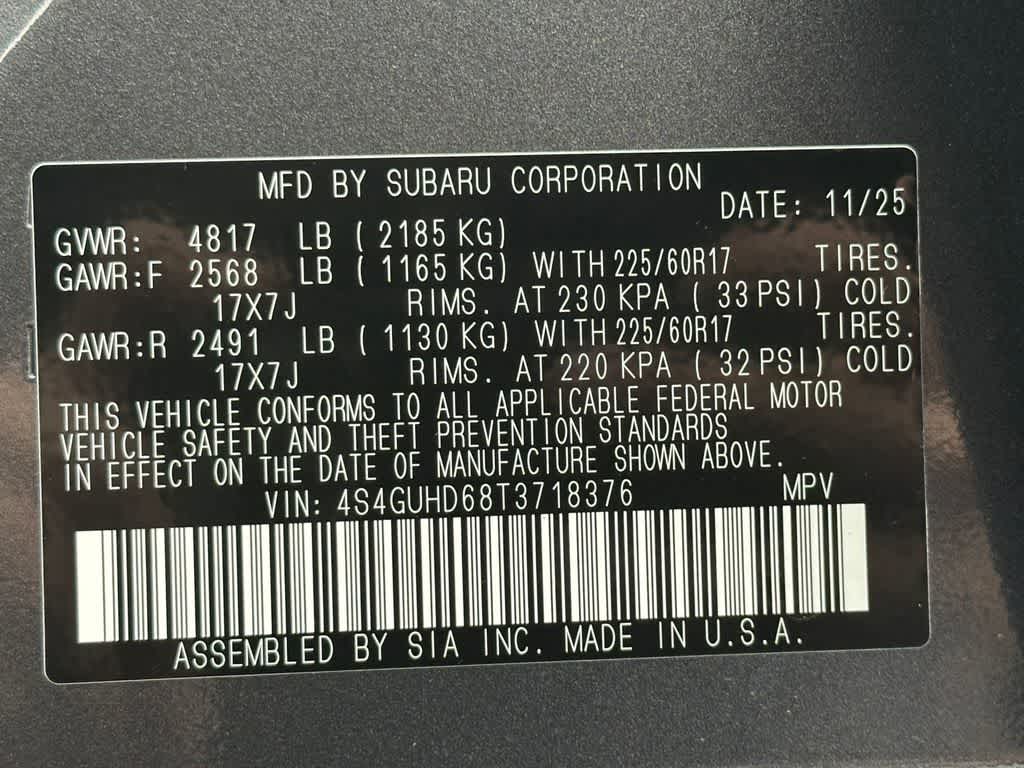 MFD BY SUBARU CORPORATION
DATE: 11/25
GVWR: 4817 LB ( 2185 KG)
GAWR:F 2568 LB ( 1165 KG) WITH 225/60R17 TIRES.
17X7J RIMS. AT 230 KPA ( 33 PSI) COLD
GAWR:R 2491 LB ( 1130 KG) WITH 225/60R17 TIRES.
17X7J RIMS. AT 220 KPA ( 32 PSI) COLD
THIS VEHICLE CONFORMS TO ALL APPLICABLE FEDERAL MOTOR
VEHICLE SAFETY AND THEFT PREVENTION STANDARDS
IN EFFECT ON THE DATE OF MANUFACTURE SHOWN ABOVE.
VIN: 4S4GUHD68T3718376 MPV
ASSEMBLED BY SIA INC. MADE IN U.S.A.